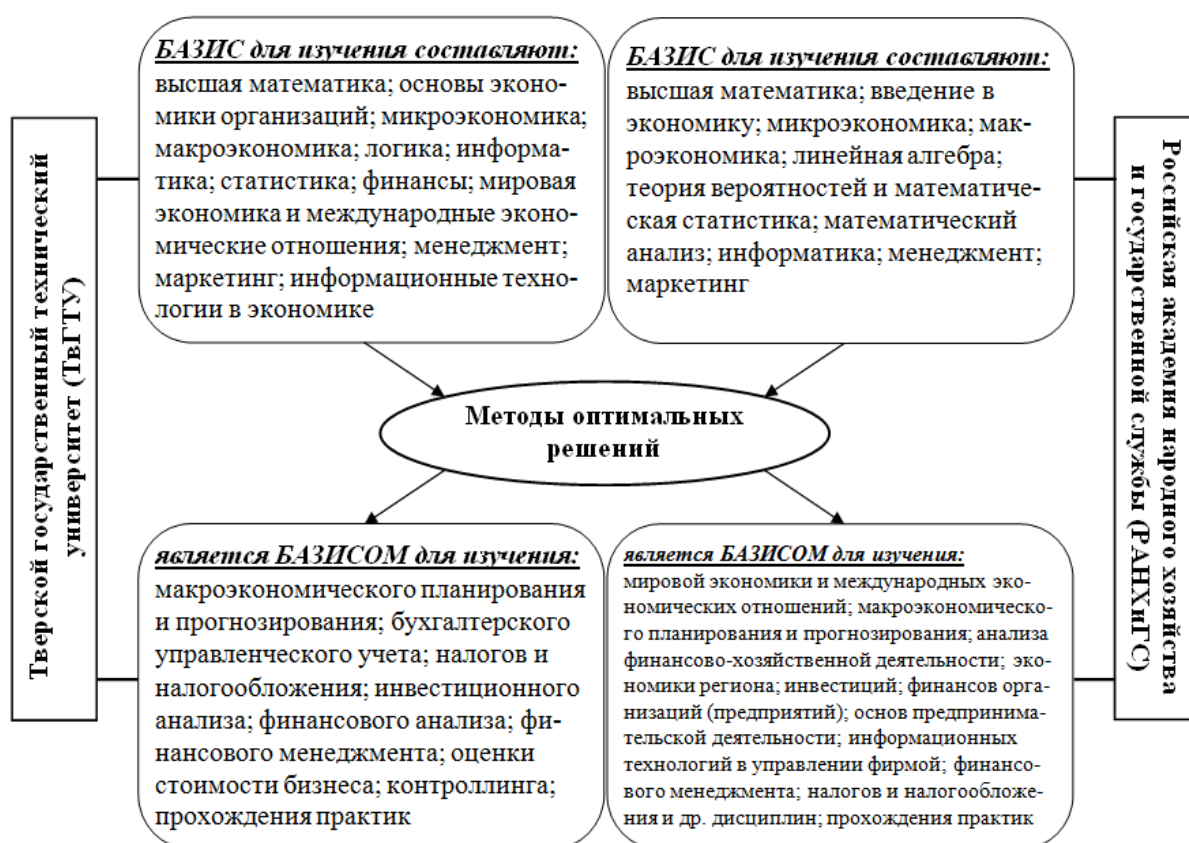 Тверской государственный технический
университет (ТвГТУ)
БАЗИС для изучения составляют:
высшая математика; основы эконо-
мики организаций; микроэкономика;
макроэкономика; логика; информа-
тика; статистика; финансы; мировая
экономика и международные эконо-
мические отношения; менеджмент;
маркетинг; информационные техно-
логии в экономике
БАЗИС для изучения составляют:
высшая математика; введение в
экономику; микроэкономика; мак-
роэкономика; линейная алгебра;
теория вероятностей и математиче-
ская статистика; математический
анализ; информатика; менеджмент;
маркетинг
Российская академия народного хозяйства
и государственной службы (РАНХиГС)
Методы оптимальных
решений
является БАЗИСОМ для изучения:
макроэкономического планирования
и прогнозирования; бухгалтерского
управленческого учета; налогов и
налогообложения; инвестиционного
анализа; финансового анализа; фи-
нансового менеджмента; оценки
стоимости бизнеса; контроллинга;
прохождения практик
является БАЗИСОМ для изучения:
мировой экономики и международных эко-
номических отношений; макроэкономическо-
го планирования и прогнозирования; анализа
финансово-хозяйственной деятельности; эко-
номики региона; инвестиций; финансов орга-
низаций (предприятий); основ предпринима-
тельской деятельности; информационных
технологий в управлении фирмой; финансо-
вого менеджмента; налогов и налогообложе-
ния и др. дисциплин; прохождения практик